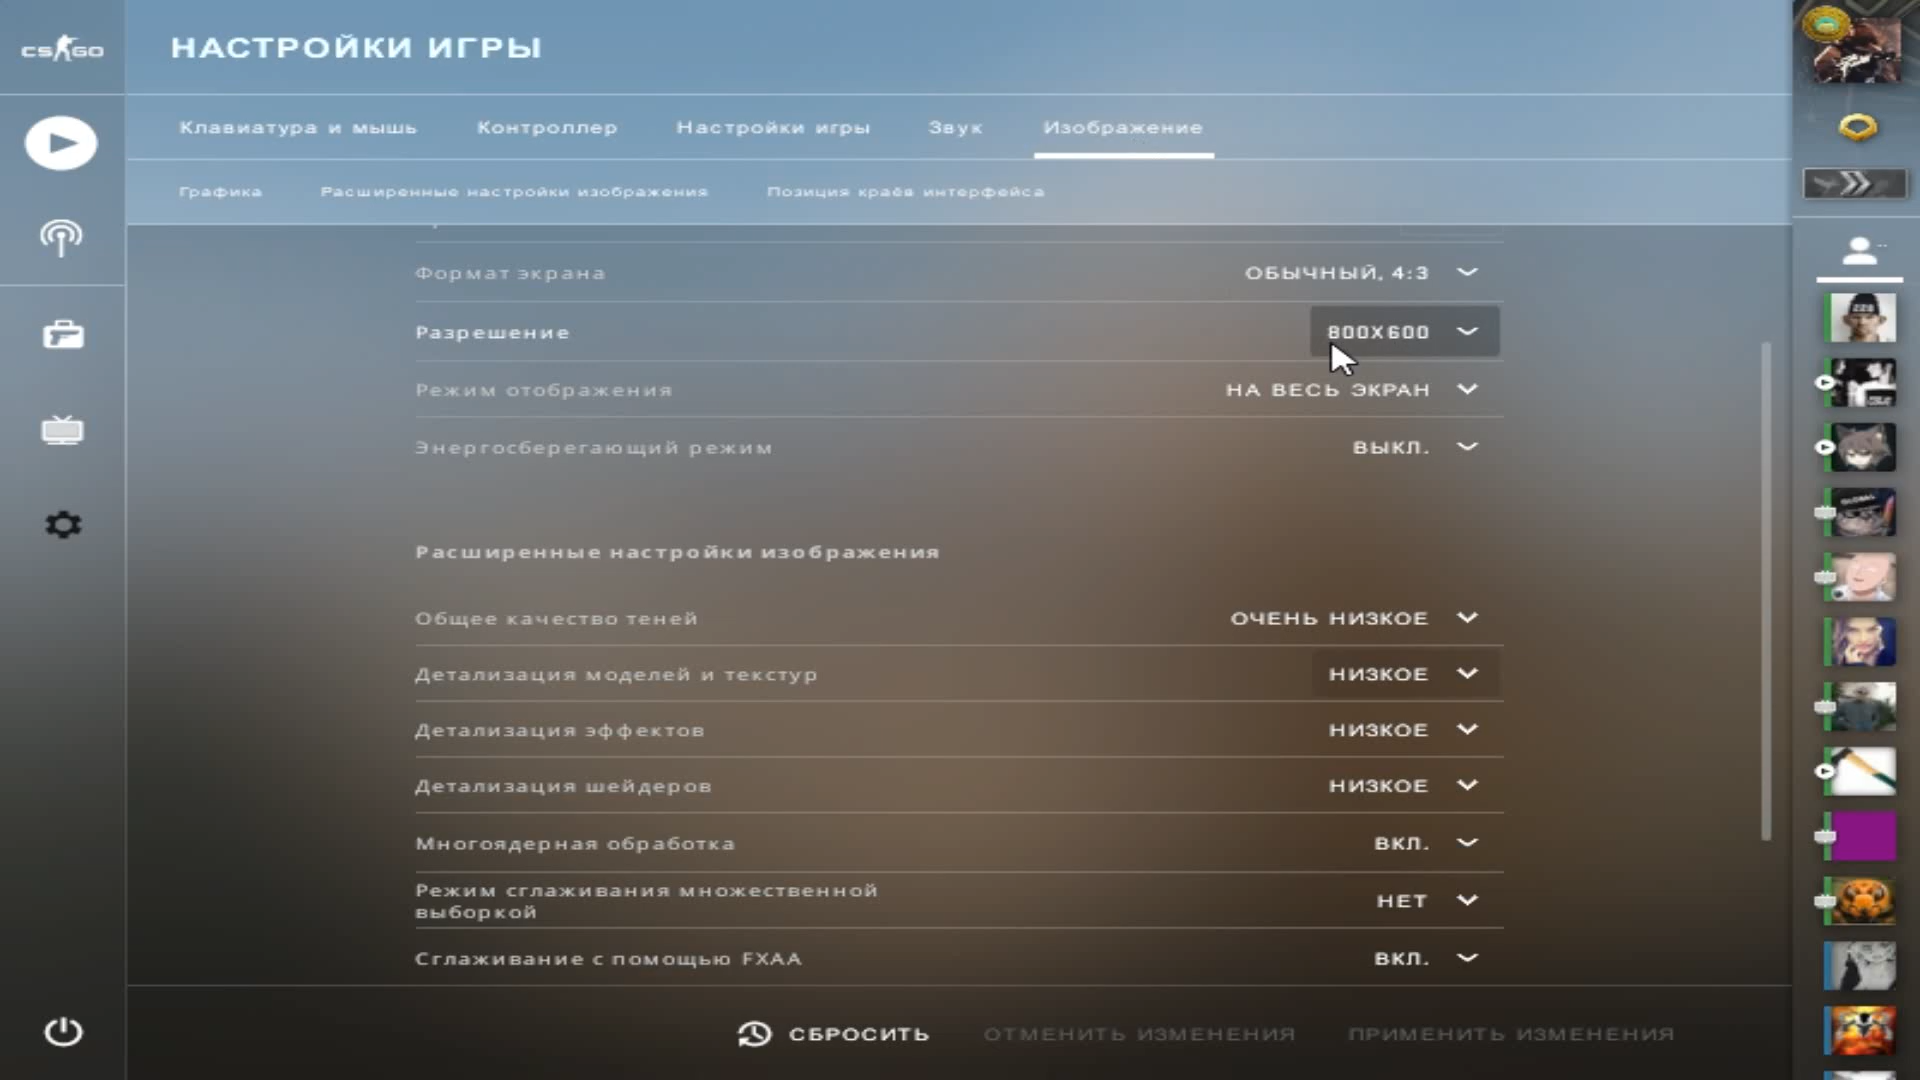 CS GO
НАСТРОЙКИ ИГРЫ
Клавиатура и мышь Контроллер Настройки игры Звук Изображение
Графика Расширенные настройки изображения Позиция краёв интерфейса
Формат экрана ОБЫЧНЫЙ, 4:3
Разрешение 800X600
Режим отображения НА ВЕСЬ ЭКРАН
Энергосберегающий режим ВЫКЛ.
Расширенные настройки изображения
Общее качество теней ОЧЕНЬ НИЗКОЕ
Детализация моделей и текстур НИЗКОЕ
Детализация эффектов НИЗКОЕ
Детализация шейдеров НИЗКОЕ
Многоядерная обработка ВКЛ.
Режим сглаживания множественной
выборкой НЕТ
Сглаживание с помощью FXAA ВКЛ.
СБРОСИТЬ ОТМЕНИТЬ ИЗМЕНЕНИЯ ПРИМЕНИТЬ ИЗМЕНЕНИЯ